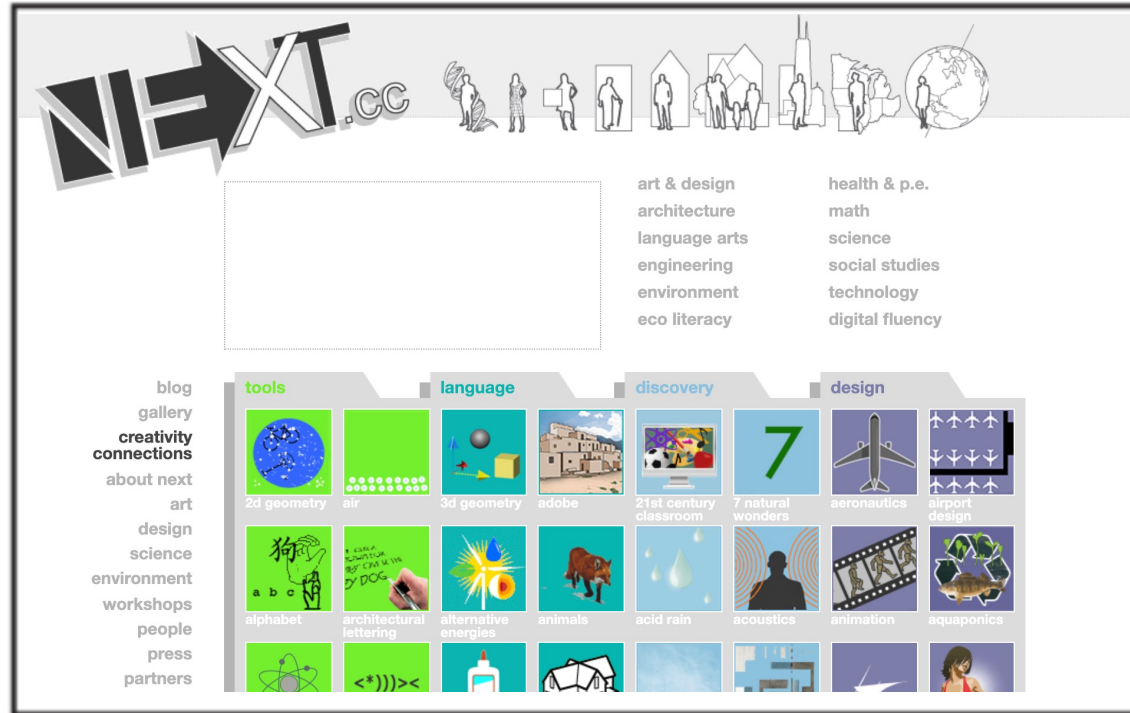 NEXT.cc
art & design
architecture
language arts
engineering
environment
eco literacy
health & p.e.
math
science
social studies
technology
digital fluency
blog
gallery
creativity
connections
about next
art
design
science
environment
workshops
people
press
partners
tools
language
discovery
design
7
2d geometry
air
3d geometry
adobe
21st century
classroom
7 natural
wonders
aeronautics
airport
design
狗
a b c
DOG
alphabet
architectural
lettering
alternative
energies
animals
acid rain
acoustics
animation
aquaponics
<*)))><